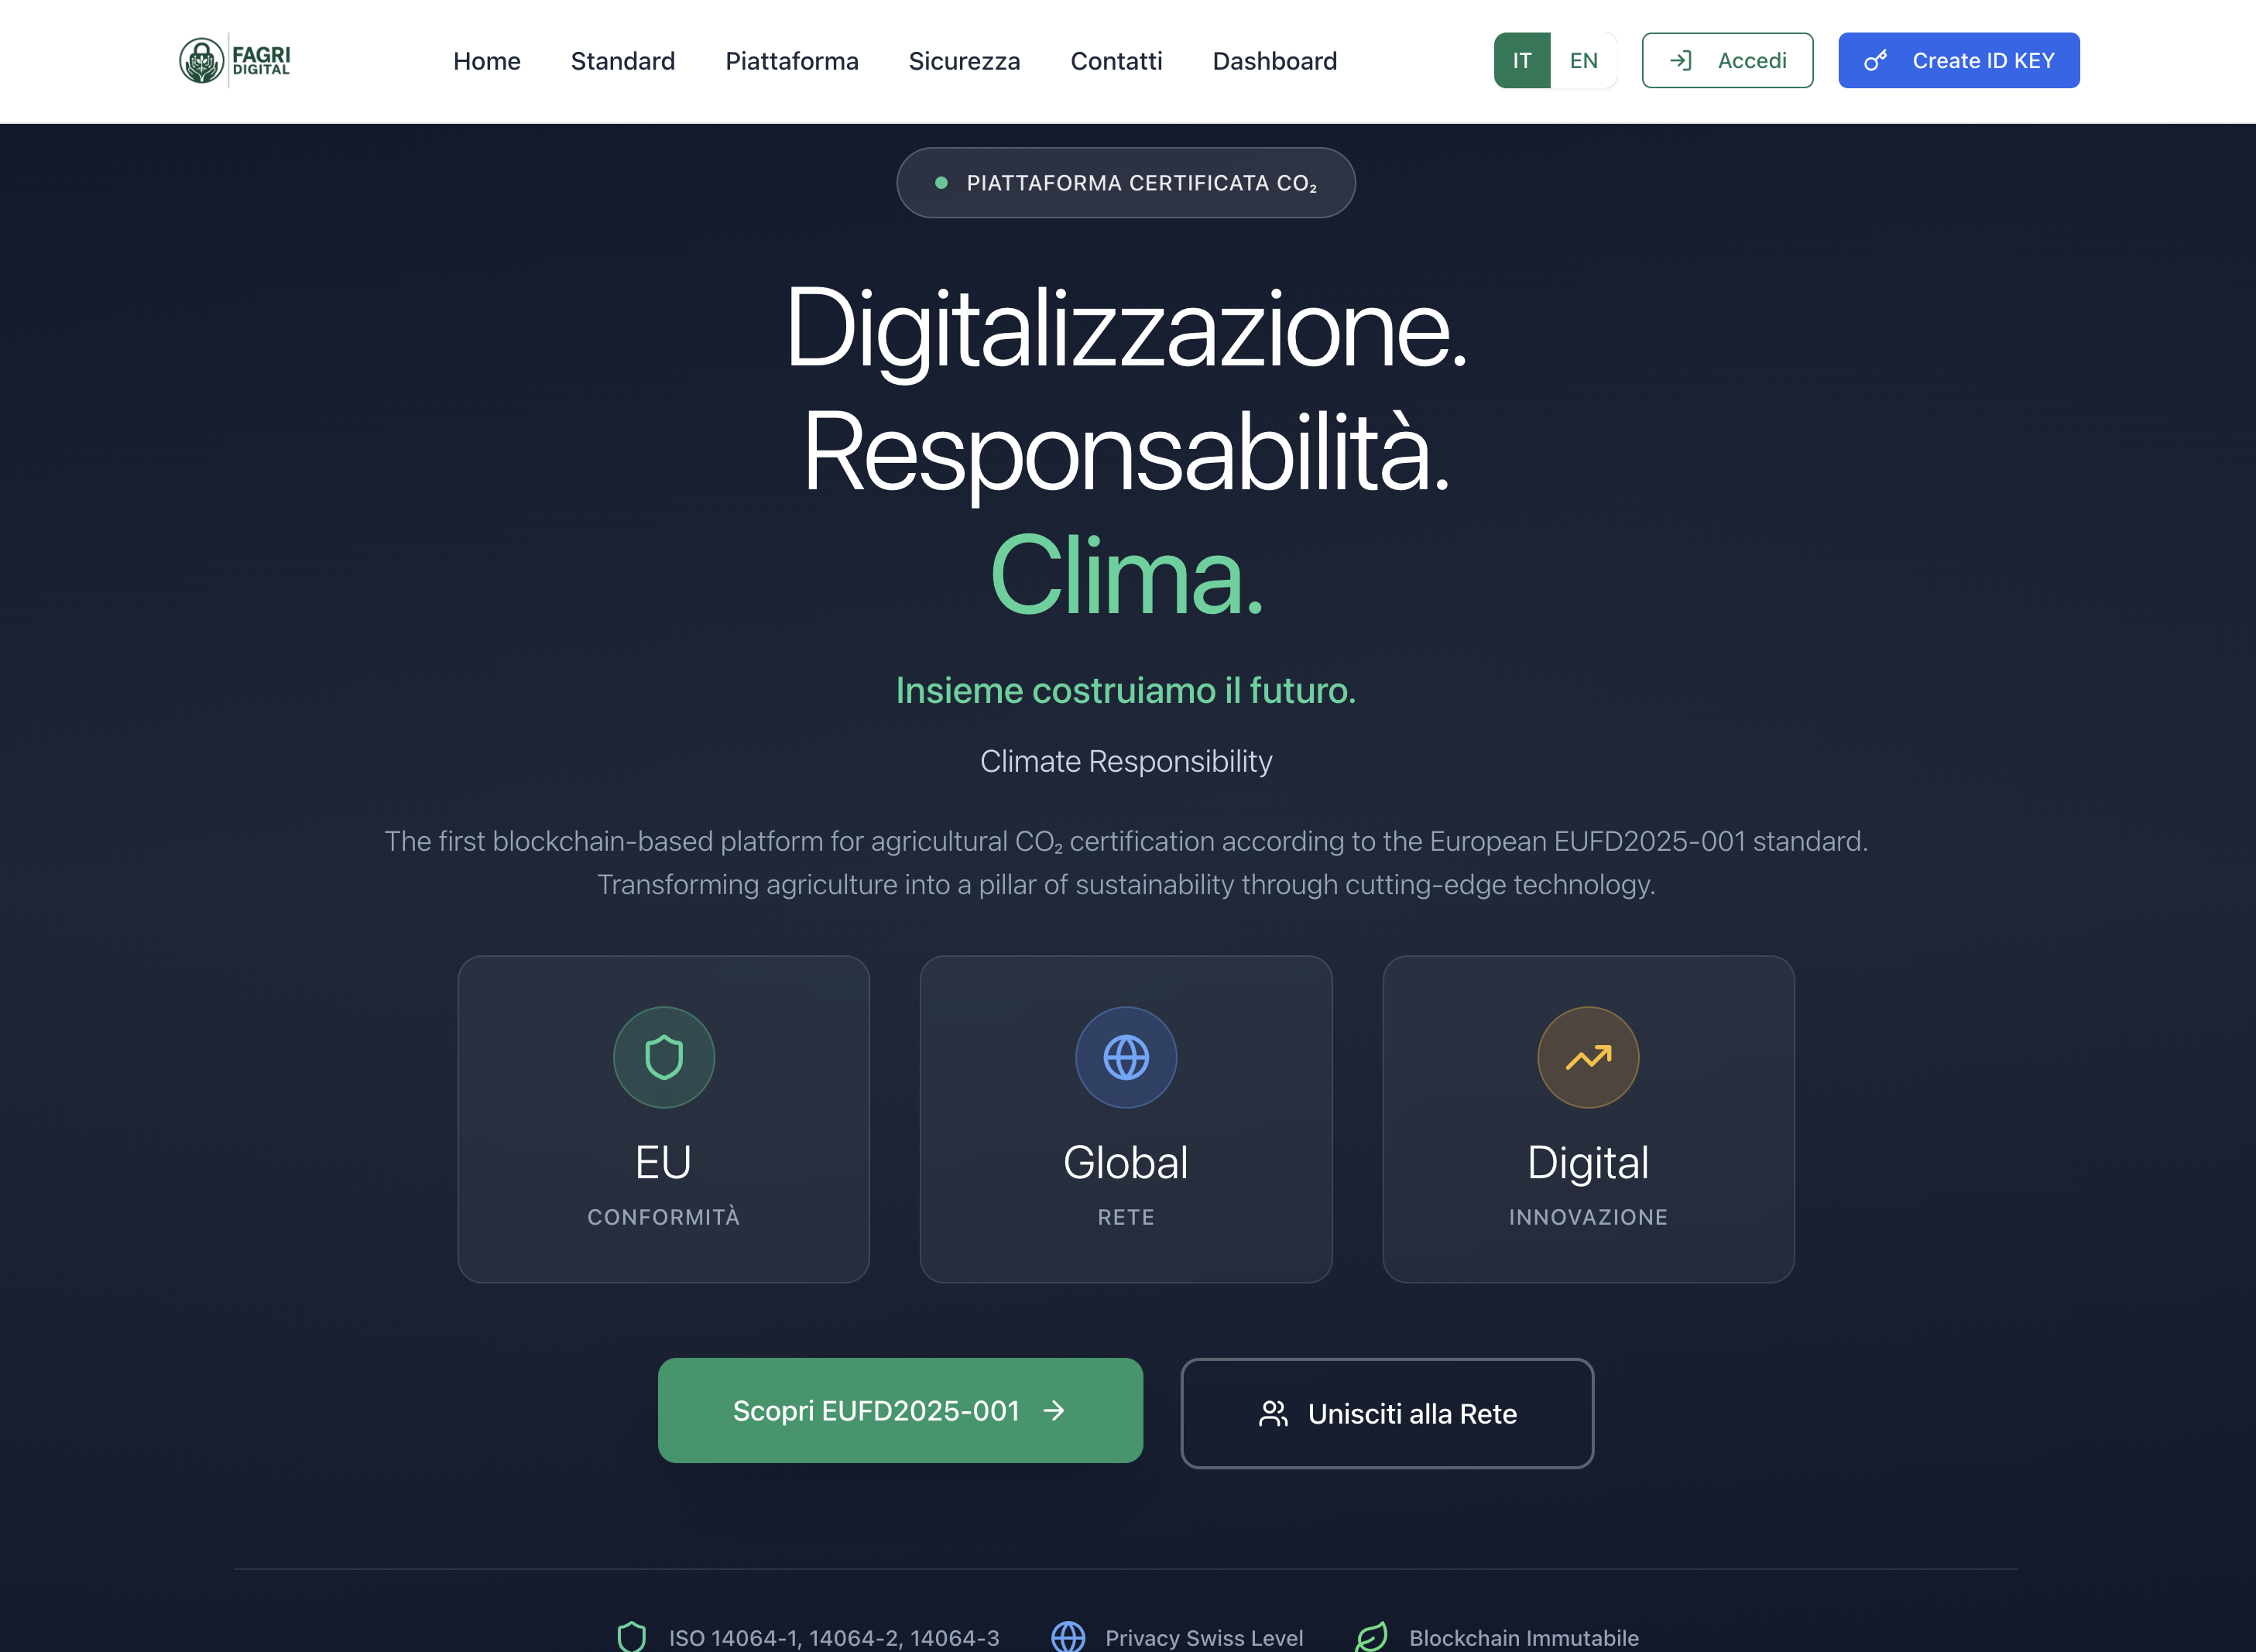 FAGRI
DIGITAL
Home Standard Piattaforma Sicurezza Contatti Dashboard
IT EN Accedi Create ID KEY
PIATTAFORMA CERTIFICATA CO₂
Digitalizzazione.
Responsabilità.
Clima.
Insieme costruiamo il futuro.
Climate Responsibility
The first blockchain-based platform for agricultural CO₂ certification according to the European EUFD2025-001 standard.
Transforming agriculture into a pillar of sustainability through cutting-edge technology.
EU
CONFORMITÀ
Global
RETE
Digital
INNOVAZIONE
Scopri EUFD2025-001
Unisciti alla Rete
ISO 14064-1, 14064-2, 14064-3
Privacy Swiss Level
Blockchain Immutabile